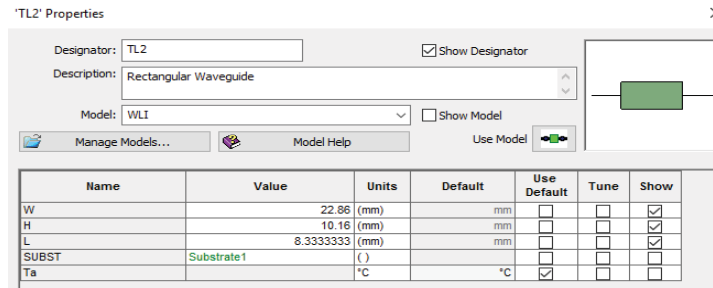 'TL2' Properties
Designator: TL2 Show Designator
Description: Rectangular Waveguide
Model: WLI Show Model
Manage Models... Model Help Use Model
Name Value Units Default Use Default Tune Show
W 22.86 (mm) mm
H 10.16 (mm) mm
L 8.3333333 (mm) mm
SUBST Substrate1 ( )
Ta °C °C